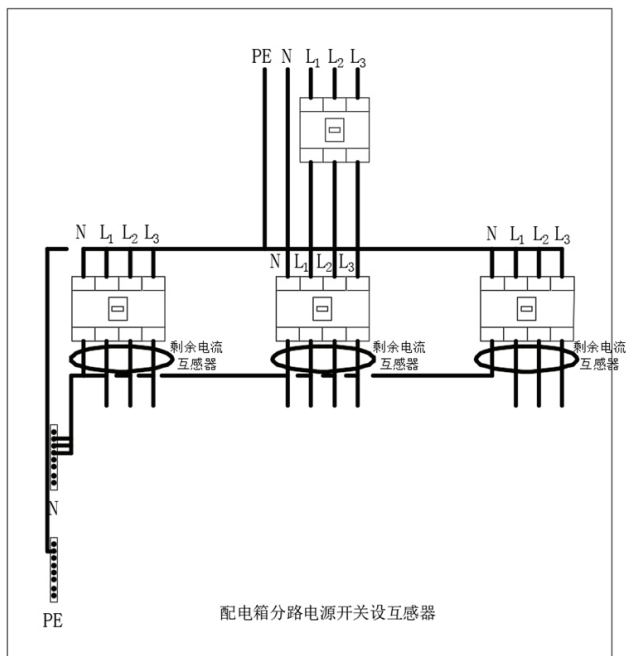 PE N L1 L2 L3
N L1 L2 L3
N L1 L2 L3
N L1 L2 L3
剩余电流
互感器
剩余电流
互感器
剩余电流
互感器
N
PE
配电箱分路电源开关设互感器